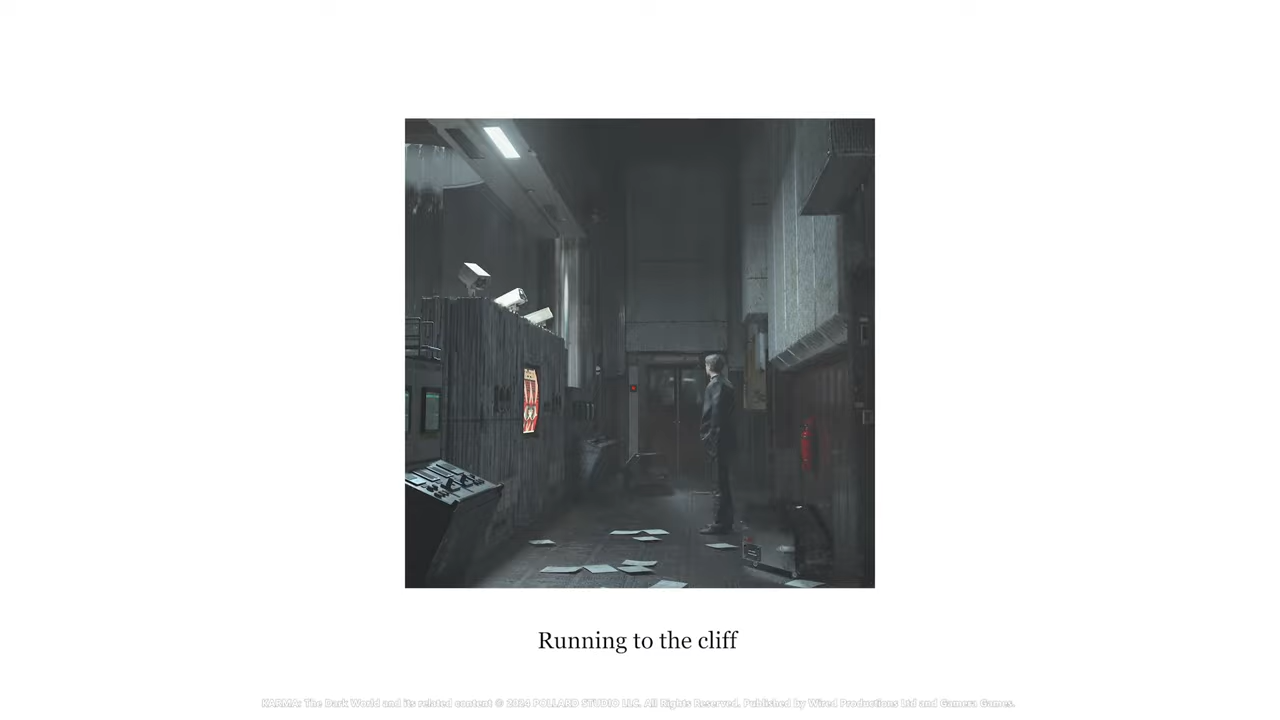 Running to the cliff
KARMA: The Dark World and its related content © 2024 POLLARD STUDIO LLC. All Rights Reserved. Published by Wired Productions Ltd and Gamera Games.